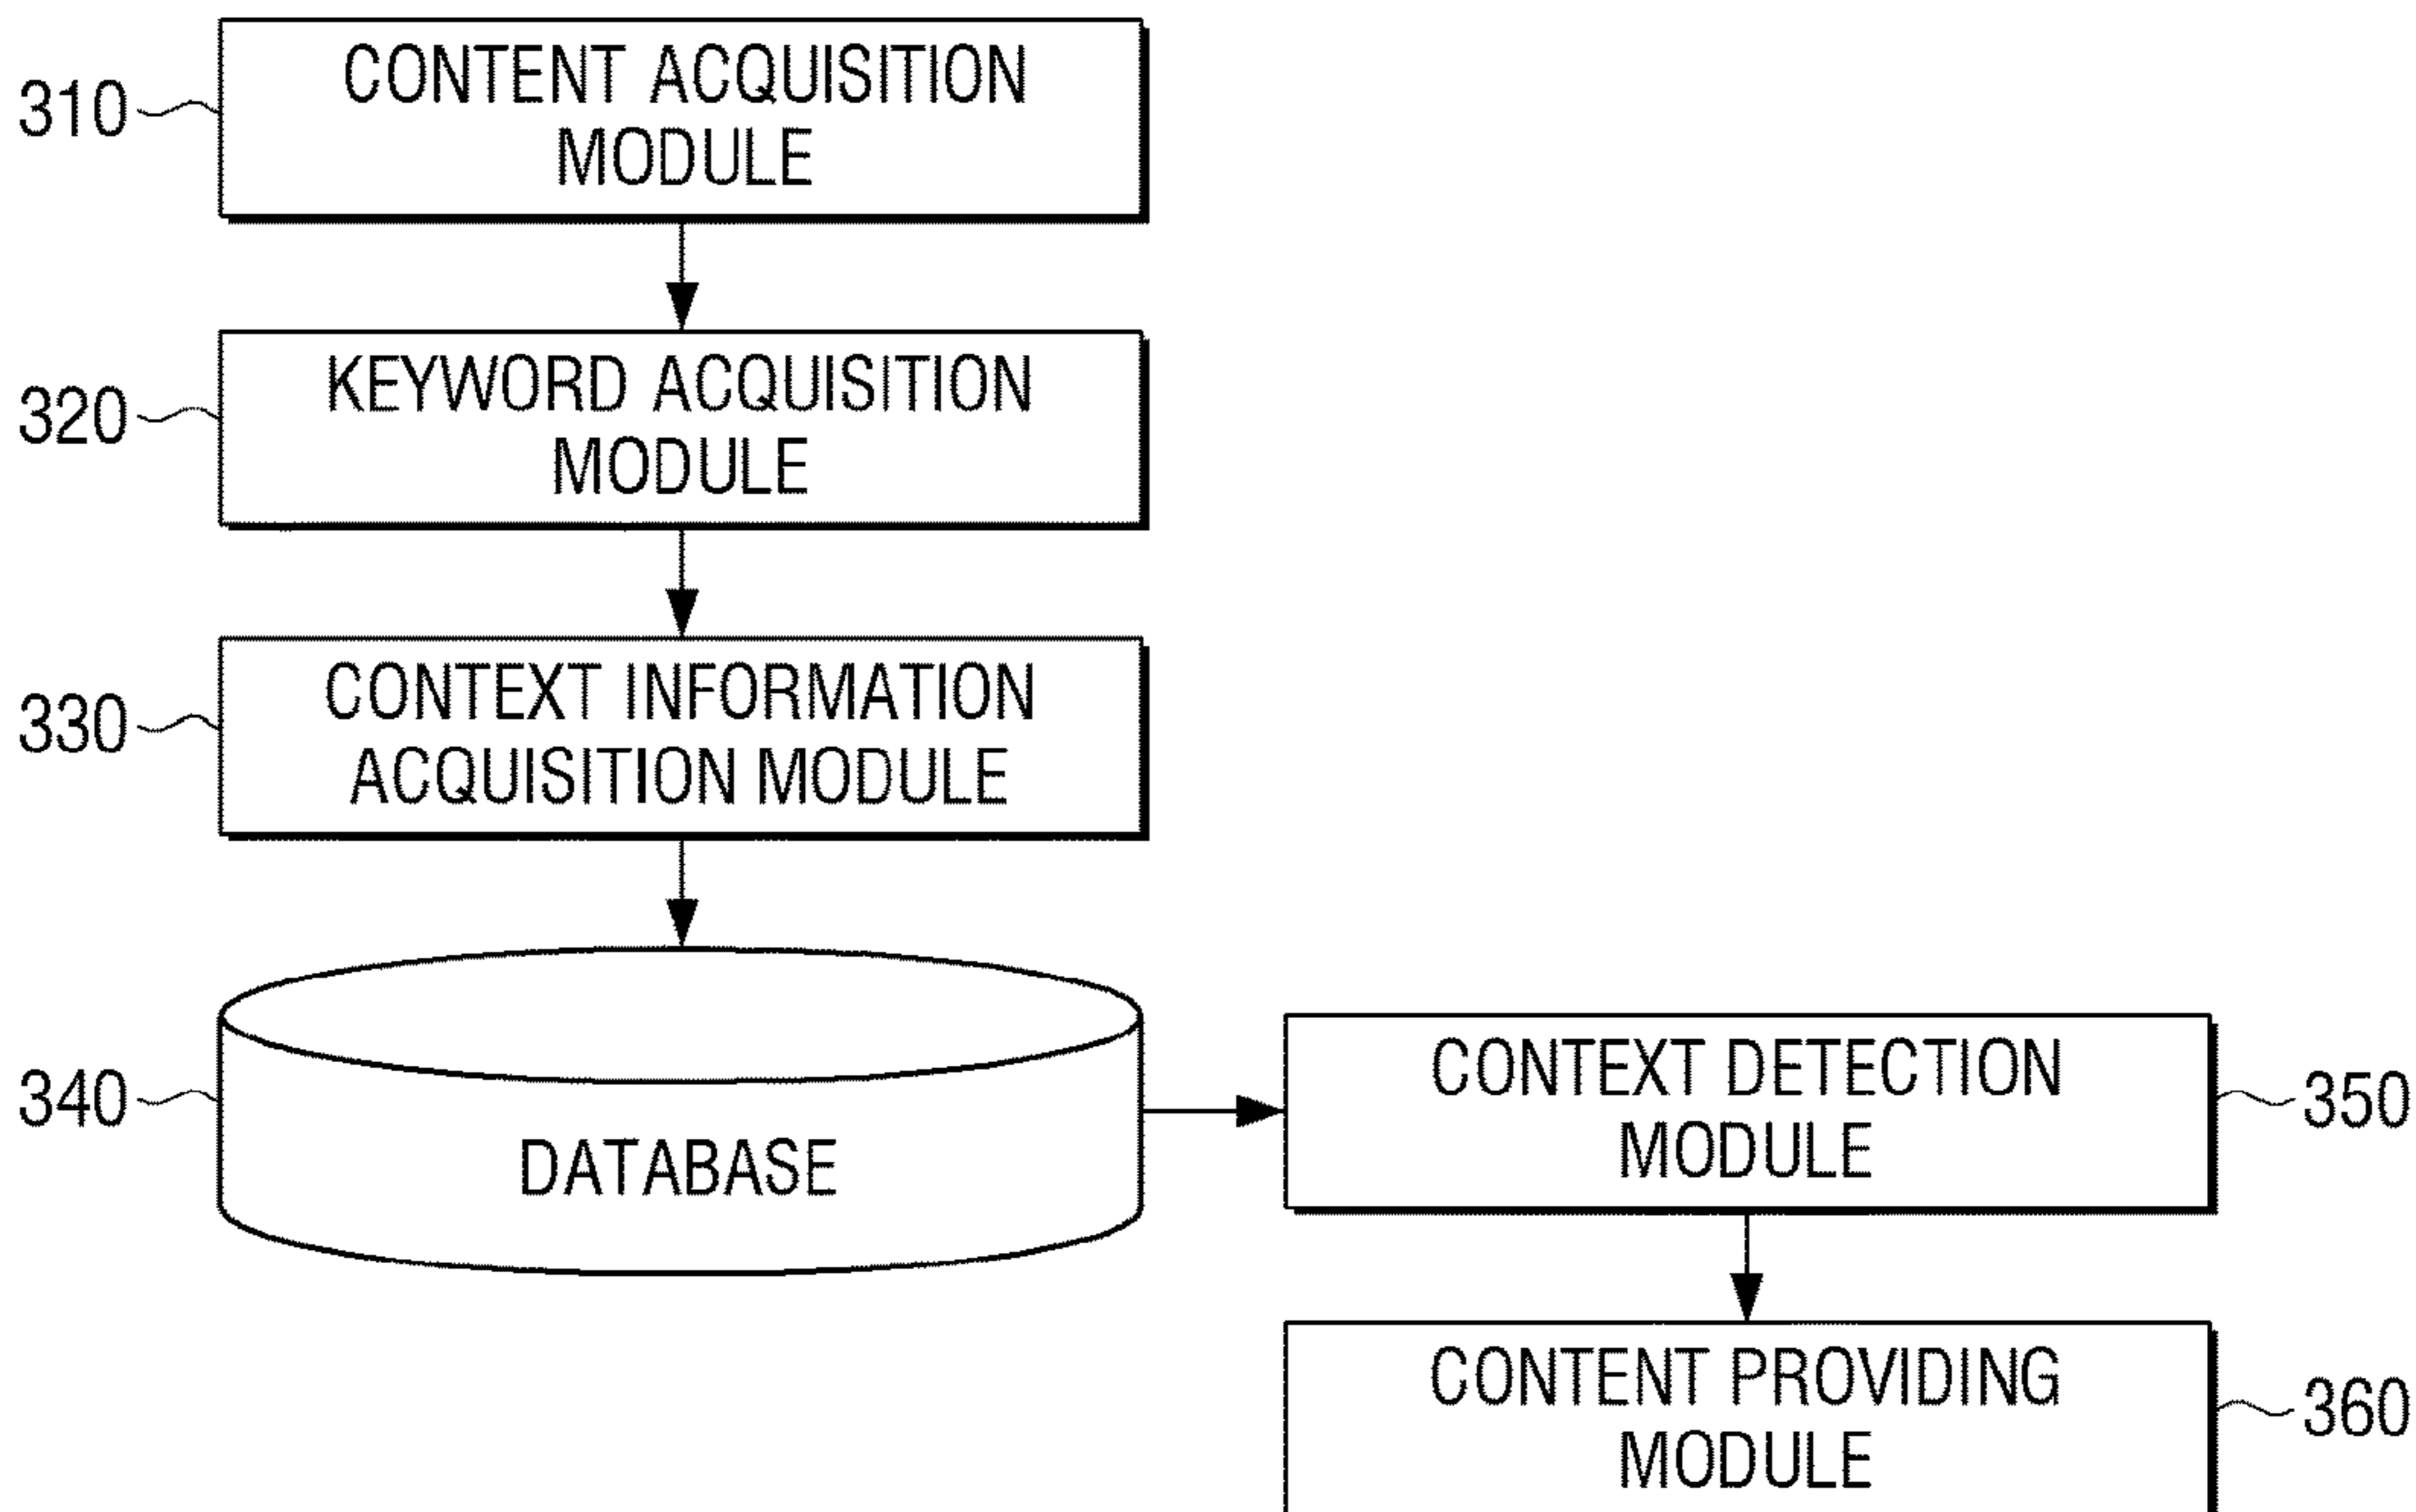 310
CONTENT ACQUISITION
MODULE
320
KEYWORD ACQUISITION
MODULE
330
CONTEXT INFORMATION
ACQUISITION MODULE
340
DATABASE
CONTEXT DETECTION
MODULE
350
CONTENT PROVIDING
MODULE
360